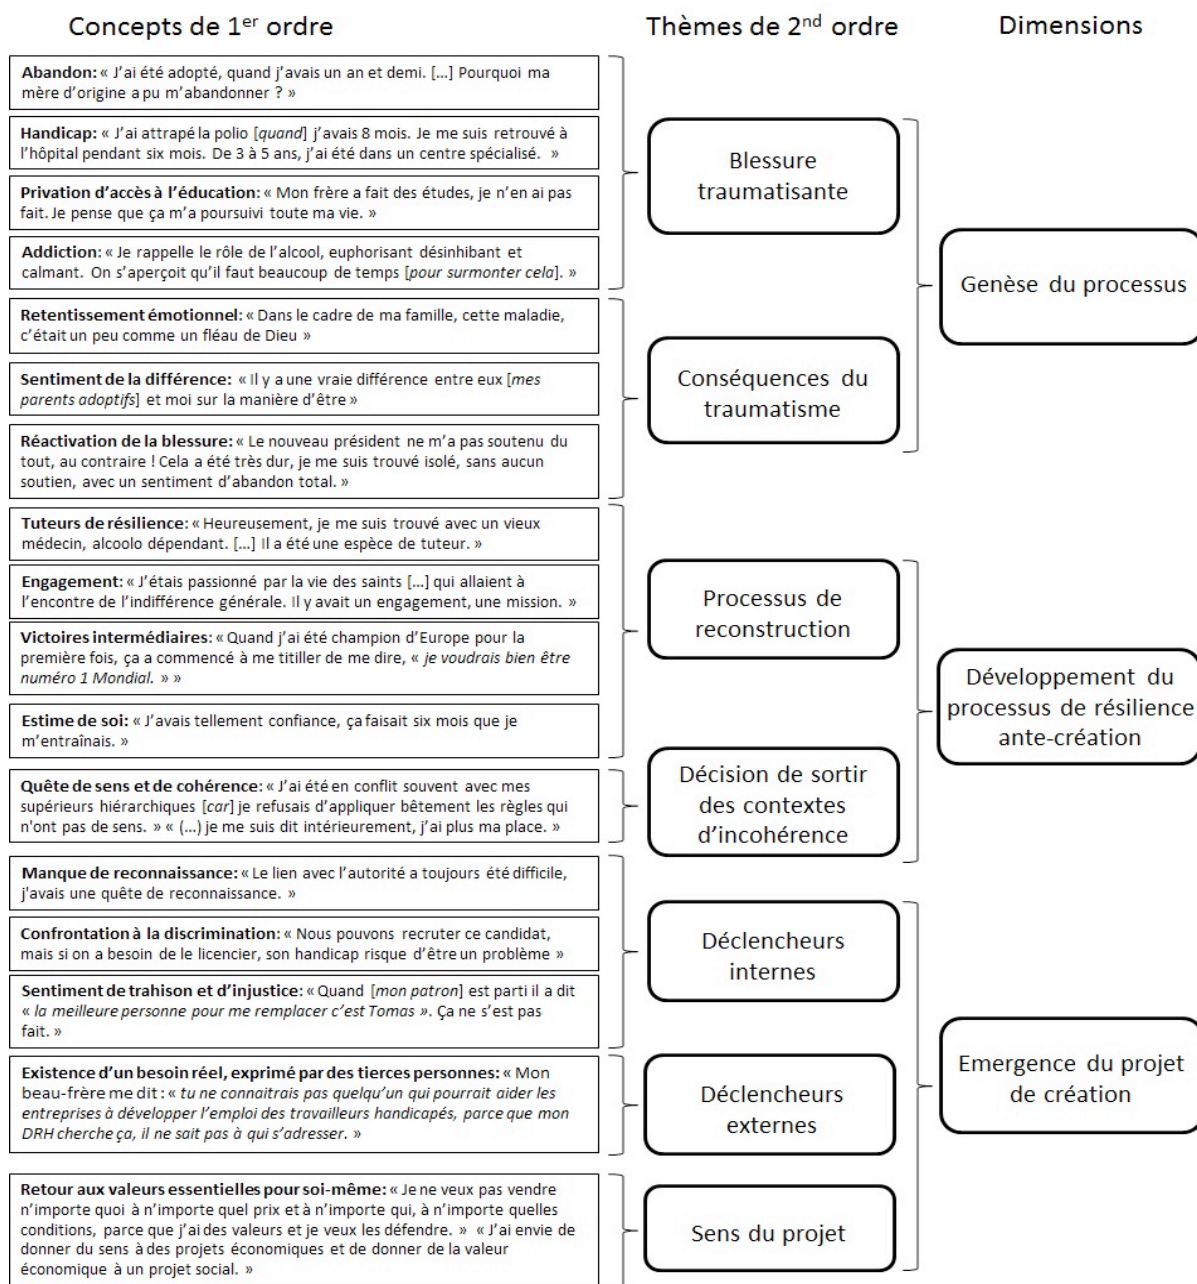 Concepts de 1er ordre
Thèmes de 2nd ordre
Dimensions
Abandon: « J'ai été adopté, quand j'avais un an et demi. […] Pourquoi ma
mère d'origine a pu m'abandonner ? »
Handicap: « J'ai attrapé la polio [quand] j'avais 8 mois. Je me suis retrouvé à
l'hôpital pendant six mois. De 3 à 5 ans, j'ai été dans un centre spécialisé. »
Privation d'accès à l'éducation: « Mon frère a fait des études, je n'en ai pas
fait. Je pense que ça m'a poursuivi toute ma vie. »
Addiction: « Je rappelle le rôle de l'alcool, euphorisant désinhibant et
calmant. On s'aperçoit qu'il faut beaucoup de temps [pour surmonter cela]. »
Blessure
traumatisante
Retentissement émotionnel: « Dans le cadre de ma famille, cette maladie,
c'était un peu comme un fléau de Dieu »
Sentiment de la différence: « Il y a une vraie différence entre eux [mes
parents adoptifs] et moi sur la manière d'être »
Réactivation de la blessure: « Le nouveau président ne m'a pas soutenu du
tout, au contraire ! Cela a été très dur, je me suis trouvé isolé, sans aucun
soutien, avec un sentiment d'abandon total. »
Conséquences du
traumatisme
Genèse du processus
Tuteurs de résilience: « Heureusement, je me suis trouvé avec un vieux
médecin, alcoolo dépendant. […] Il a été une espèce de tuteur. »
Engagement: « J'étais passionné par la vie des saints […] qui allaient à
l'encontre de l'indifférence générale. Il y avait un engagement, une mission. »
Victoires intermédiaires: « Quand j'ai été champion d'Europe pour la
première fois, ça a commencé à me titiller de me dire, « je voudrais bien être
numéro 1 Mondial. » »
Estime de soi: « J'avais tellement confiance, ça faisait six mois que je
m'entraînais. »
Processus de
reconstruction
Quête de sens et de cohérence: « J'ai été en conflit souvent avec mes
supérieurs hiérarchiques [car] je refusais d'appliquer bêtement les règles qui
n'ont pas de sens. » « (…) je me suis dit intérieurement, j'ai plus ma place. »
Décision de sortir
des contextes
d'incohérence
Développement du
processus de résilience
ante-création
Manque de reconnaissance: « Le lien avec l'autorité a toujours été difficile,
j'avais une quête de reconnaissance. »
Confrontation à la discrimination: « Nous pouvons recruter ce candidat,
mais si on a besoin de le licencier, son handicap risque d'être un problème »
Sentiment de trahison et d'injustice: « Quand [mon patron] est parti il a dit
« la meilleure personne pour me remplacer c'est Tomas ». Ça ne s'est pas
fait. »
Déclencheurs
internes
Existence d'un besoin réel, exprimé par des tierces personnes: « Mon
beau-frère me dit : « tu ne connaitrais pas quelqu'un qui pourrait aider les
entreprises à développer l'emploi des travailleurs handicapés, parce que mon
DRH cherche ça, il ne sait pas à qui s'adresser. »
Déclencheurs
externes
Retour aux valeurs essentielles pour soi-même: « Je ne veux pas vendre
n'importe quoi à n'importe quel prix et à n'importe qui, à n'importe quelles
conditions, parce que j'ai des valeurs et je veux les défendre. » « J'ai envie de
donner du sens à des projets économiques et de donner de la valeur
économique à un projet social. »
Sens du projet
Emergence du projet
de création